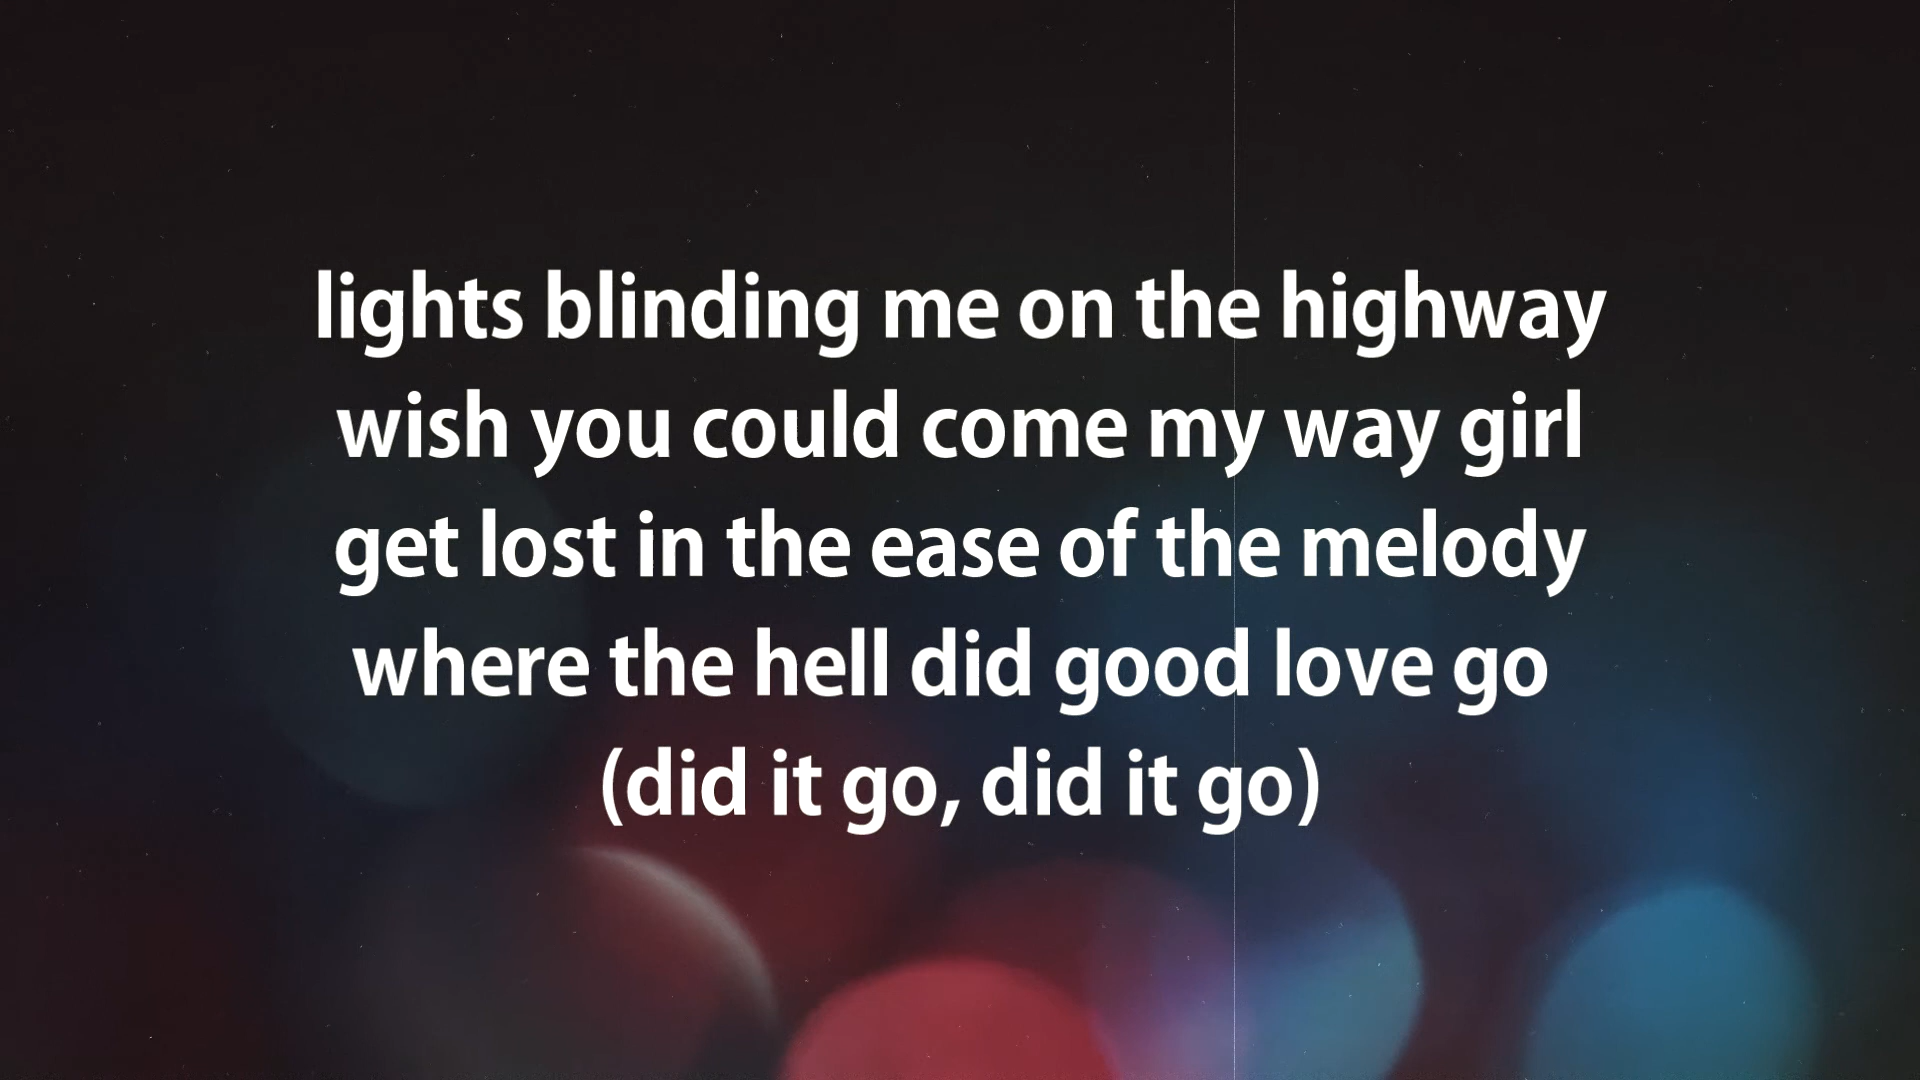 lights blinding me on the highway
wish you could come my way girl
get lost in the ease of the melody
where the hell did good love go
(did it go, did it go)